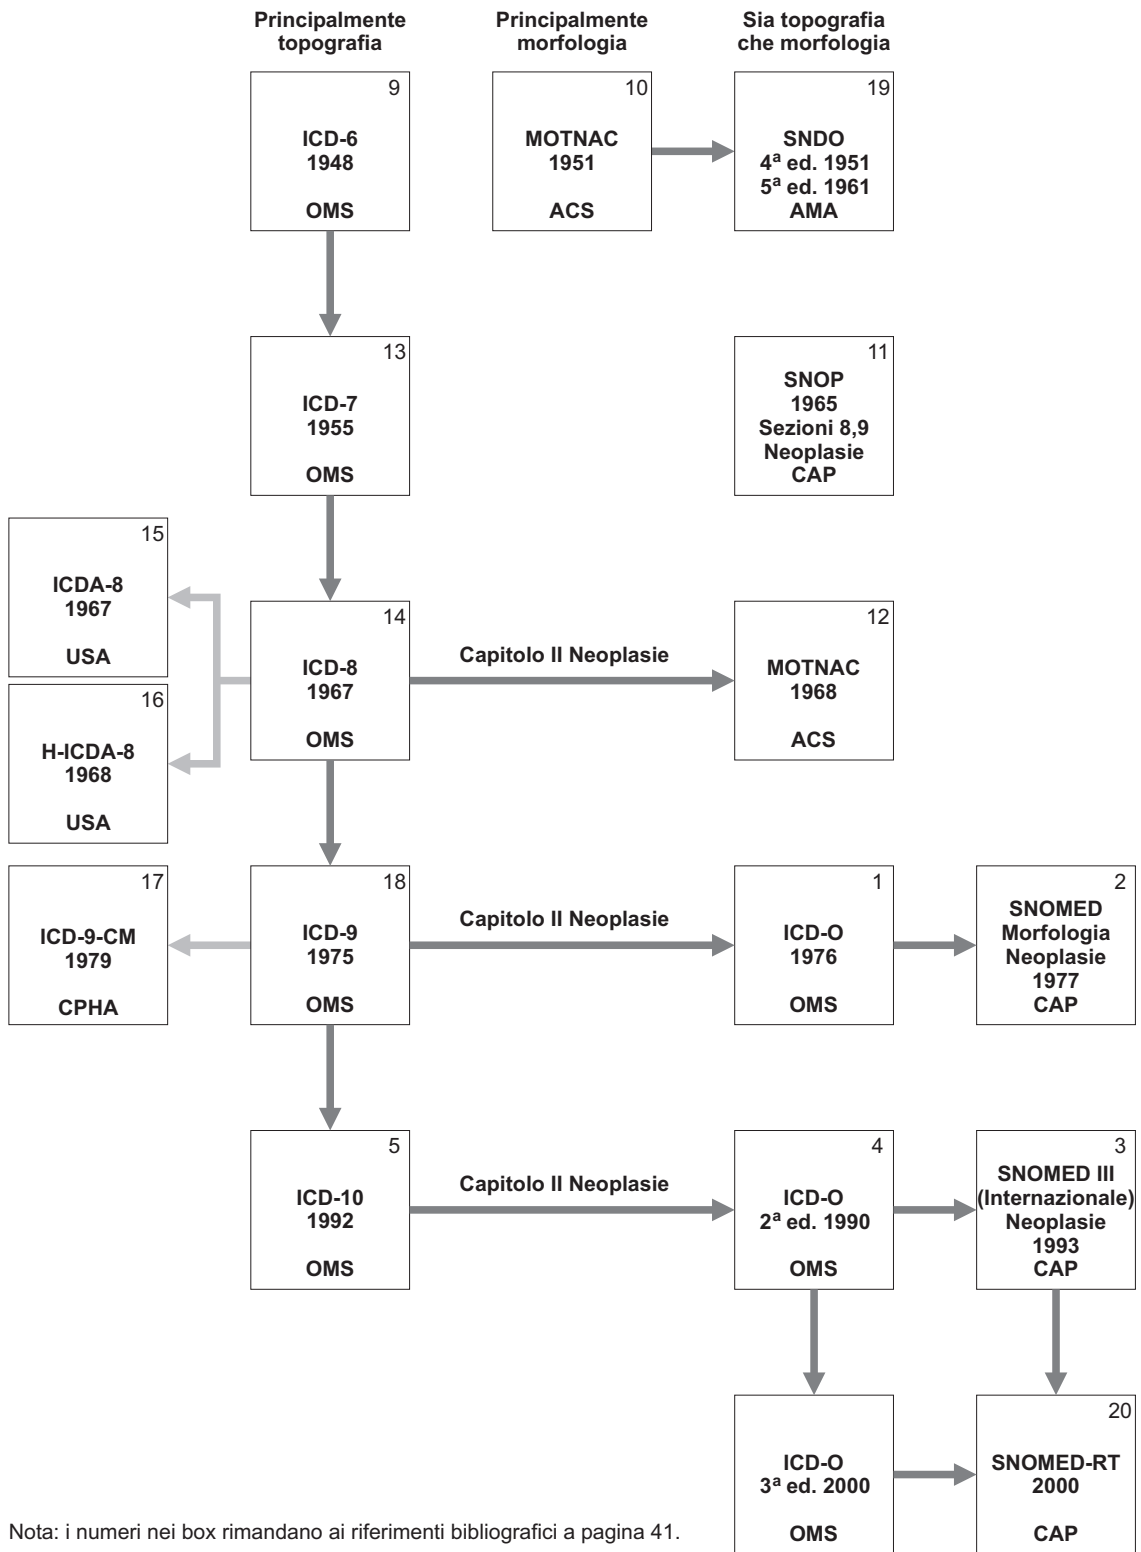 Principalmente
topografia
Principalmente
morfologia
Sia topografia
che morfologia
9
ICD-6
1948
OMS
10
MOTNAC
1951
ACS
19
SNDO
4ª ed. 1951
5ª ed. 1961
AMA
13
ICD-7
1955
OMS
11
SNOP
1965
Sezioni 8,9
Neoplasie
CAP
15
ICDA-8
1967
USA
16
H-ICDA-8
1968
USA
14
ICD-8
1967
OMS
Capitolo II Neoplasie
12
MOTNAC
1968
ACS
17
ICD-9-CM
1979
CPHA
18
ICD-9
1975
OMS
Capitolo II Neoplasie
1
ICD-O
1976
OMS
2
SNOMED
Morfologia
Neoplasie
1977
CAP
5
ICD-10
1992
OMS
Capitolo II Neoplasie
4
ICD-O
2ª ed. 1990
OMS
3
SNOMED III
(Internazionale)
Neoplasie
1993
CAP
ICD-O
3ª ed. 2000
OMS
20
SNOMED-RT
2000
CAP
Nota: i numeri nei box rimandano ai riferimenti bibliografici a pagina 41.